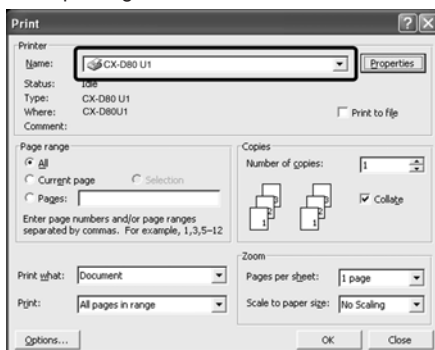 Print
Printer
Name: CX-D80 U1 Properties
Status: Idle
Type: CX-D80 U1
Where: CX-D80U1 Print to file
Comment:
Page range
All
Current page Selection
Pages:
Enter page numbers and/or page ranges
separated by commas. For example, 1,3,5-12
Copies
Number of copies: 1
Collate
Print what: Document
Print: All pages in range
Zoom
Pages per sheet: 1 page
Scale to paper size: No Scaling
Options... OK Close